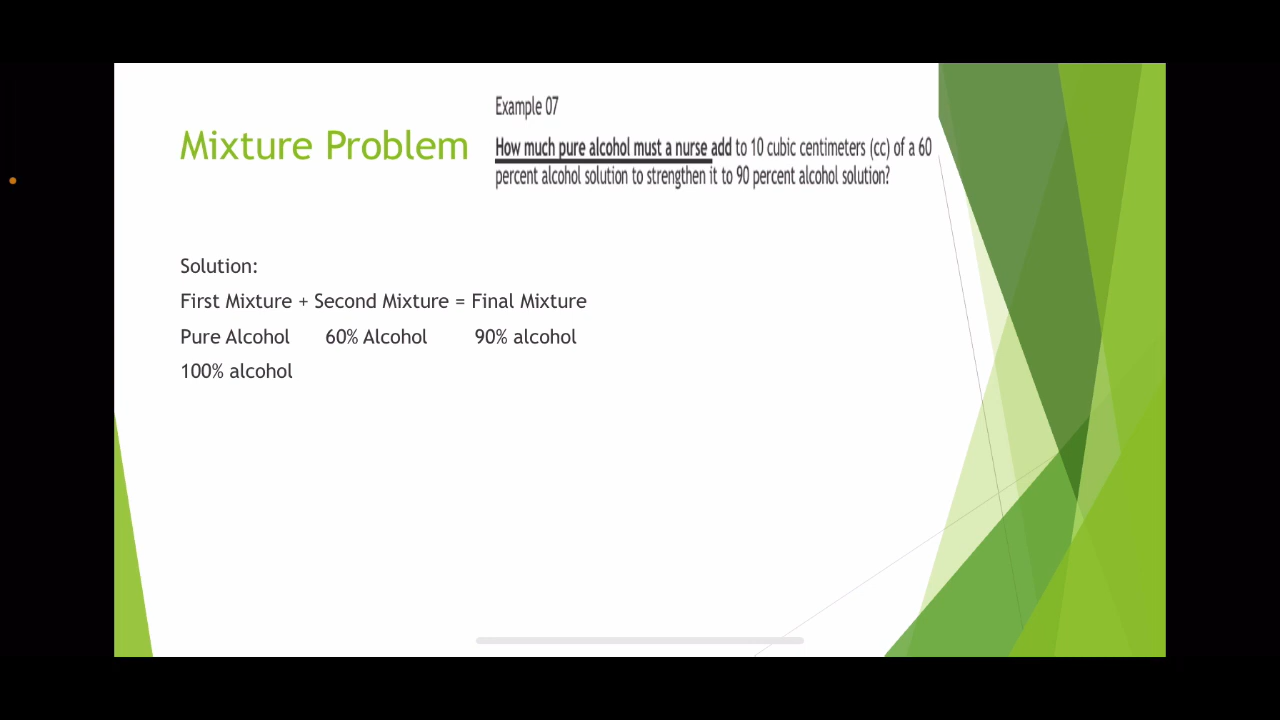 Mixture Problem
Example 07
How much pure alcohol must a nurse add to 10 cubic centimeters (cc) of a 60
percent alcohol solution to strengthen it to 90 percent alcohol solution?
Solution:
First Mixture + Second Mixture = Final Mixture
Pure Alcohol 60% Alcohol 90% alcohol
100% alcohol